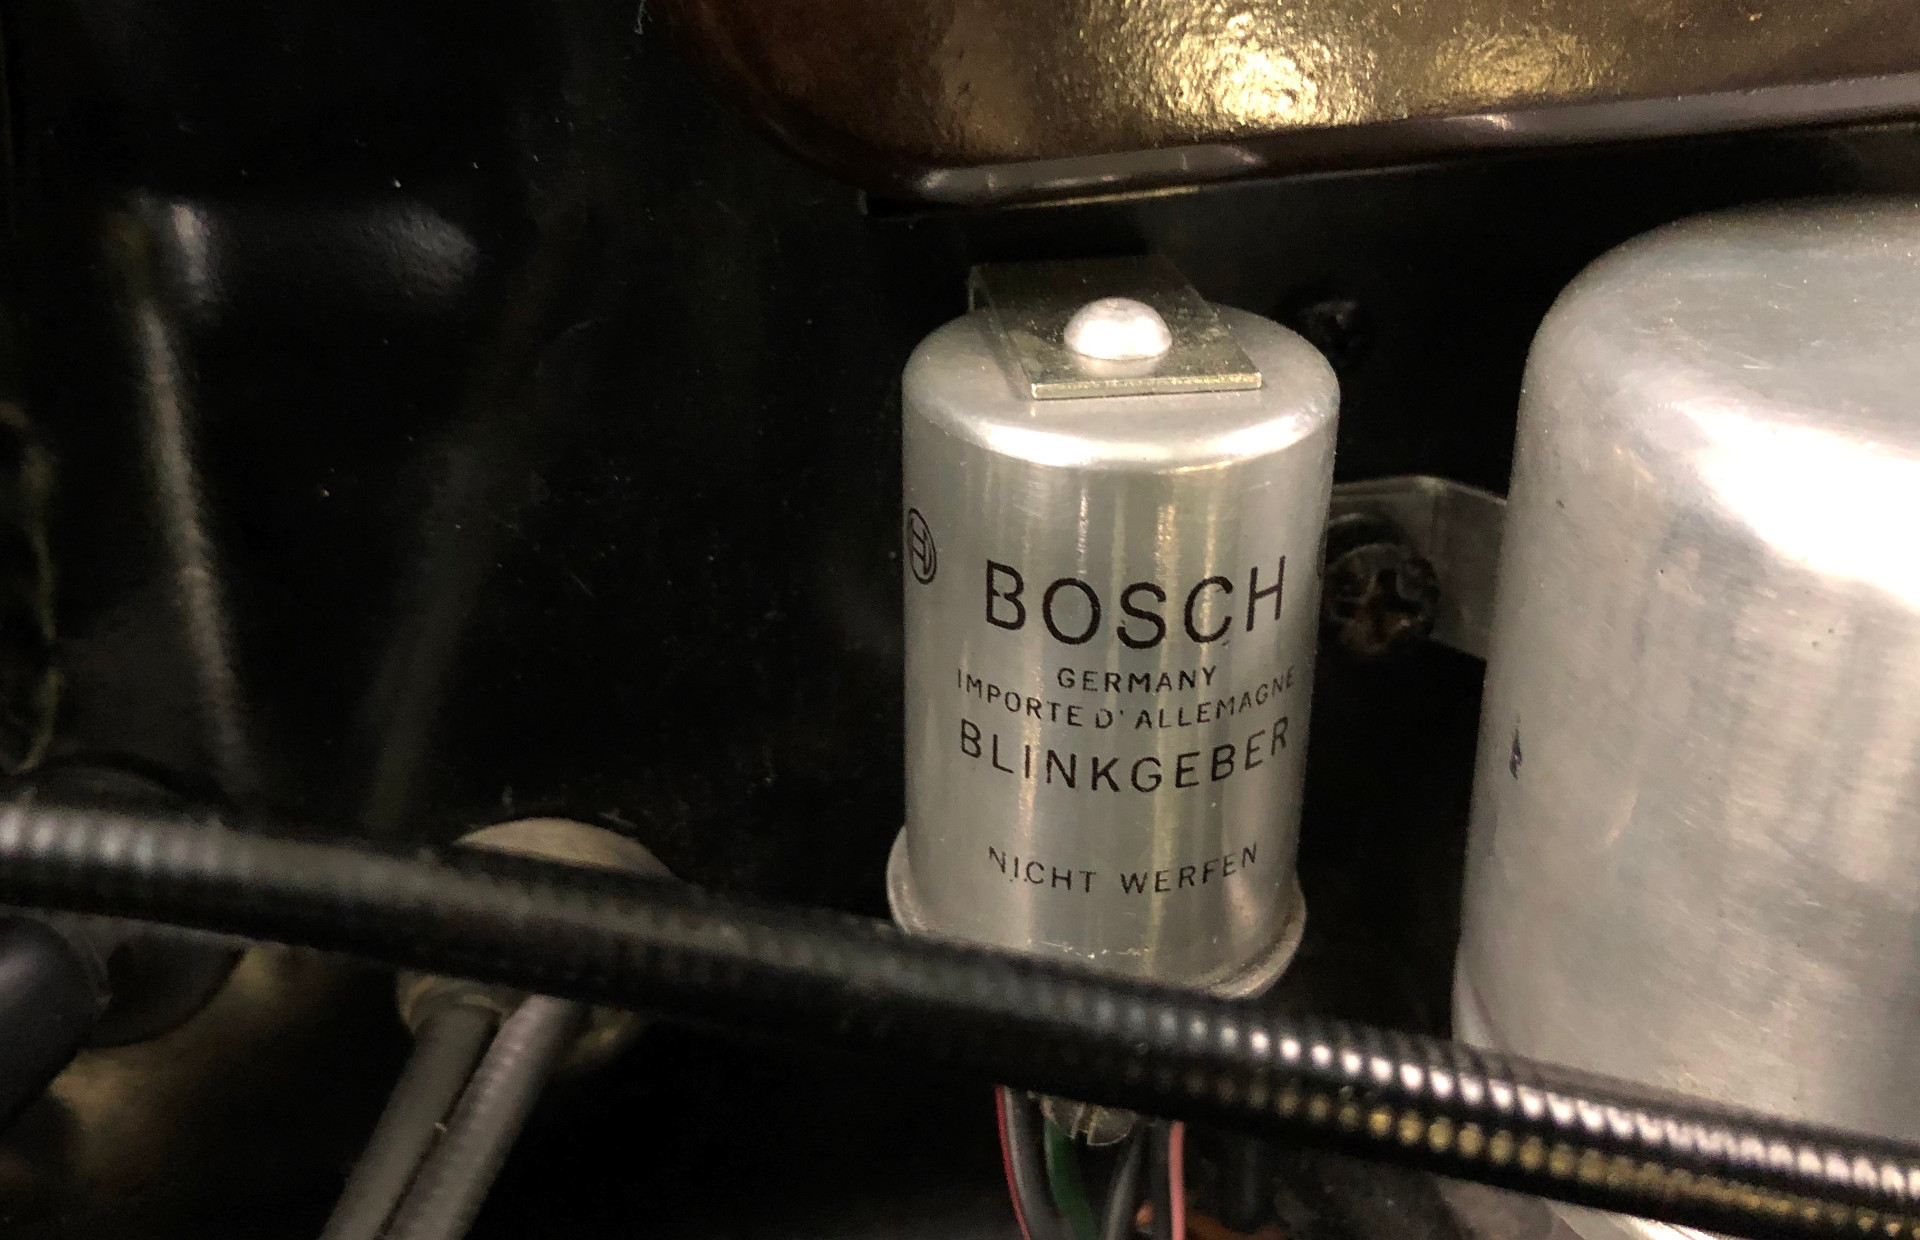 BOSCH
GERMANY
IMPORTE D'ALLEMAGNE
BLINKGEBER
NICHT WERFEN